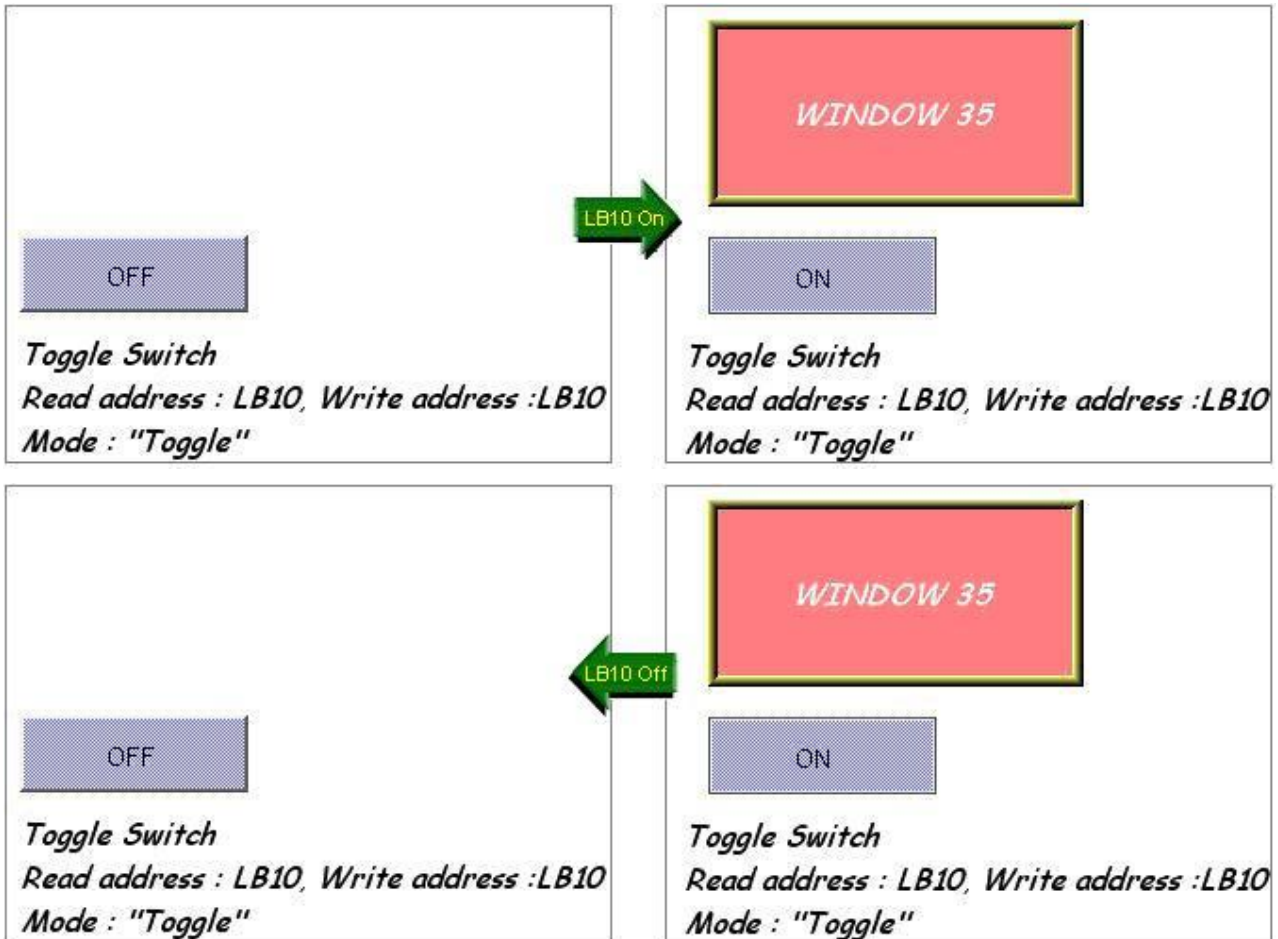 WINDOW 35
LB10 On
OFF
ON
Toggle Switch
Read address : LB10, Write address :LB10
Mode : "Toggle"
Toggle Switch
Read address : LB10, Write address :LB10
Mode : "Toggle"
WINDOW 35
LB10 Off
OFF
ON
Toggle Switch
Read address : LB10, Write address :LB10
Mode : "Toggle"
Toggle Switch
Read address : LB10, Write address :LB10
Mode : "Toggle"